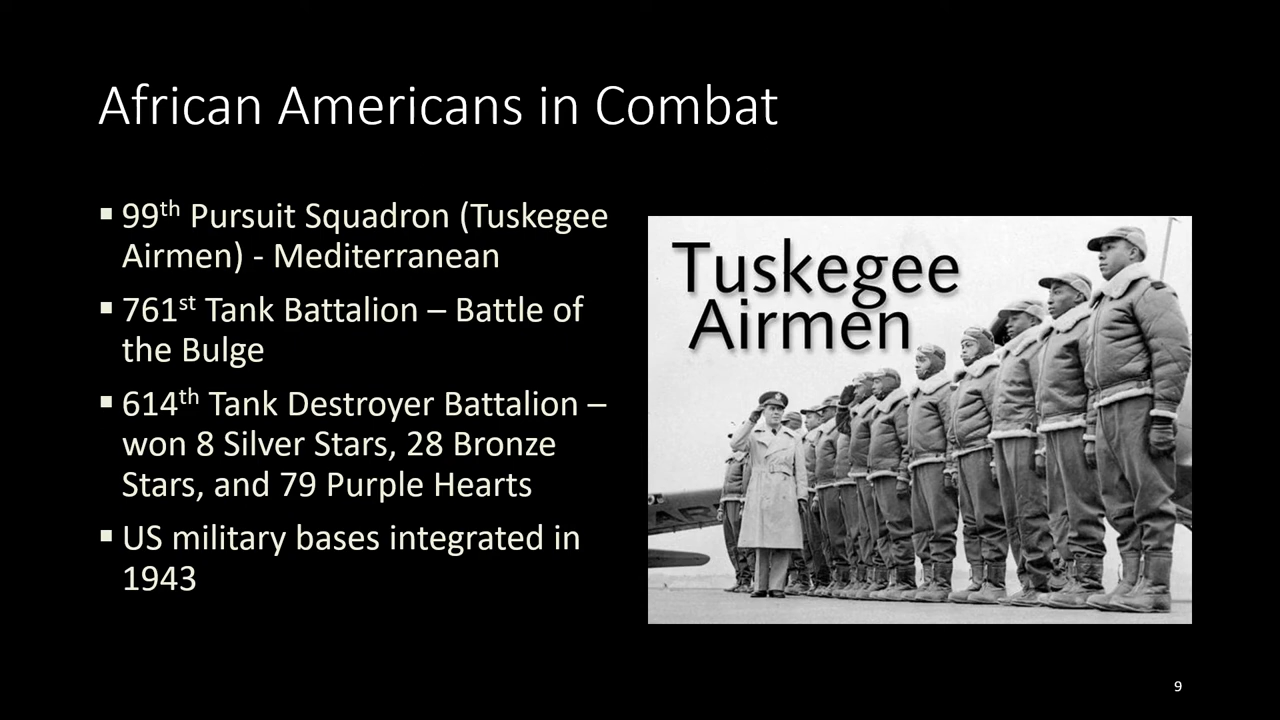 African Americans in Combat
▪ 99th Pursuit Squadron (Tuskegee
Airmen) - Mediterranean
▪ 761st Tank Battalion – Battle of
the Bulge
▪ 614th Tank Destroyer Battalion –
won 8 Silver Stars, 28 Bronze
Stars, and 79 Purple Hearts
▪ US military bases integrated in
1943
Tuskegee
Airmen
9